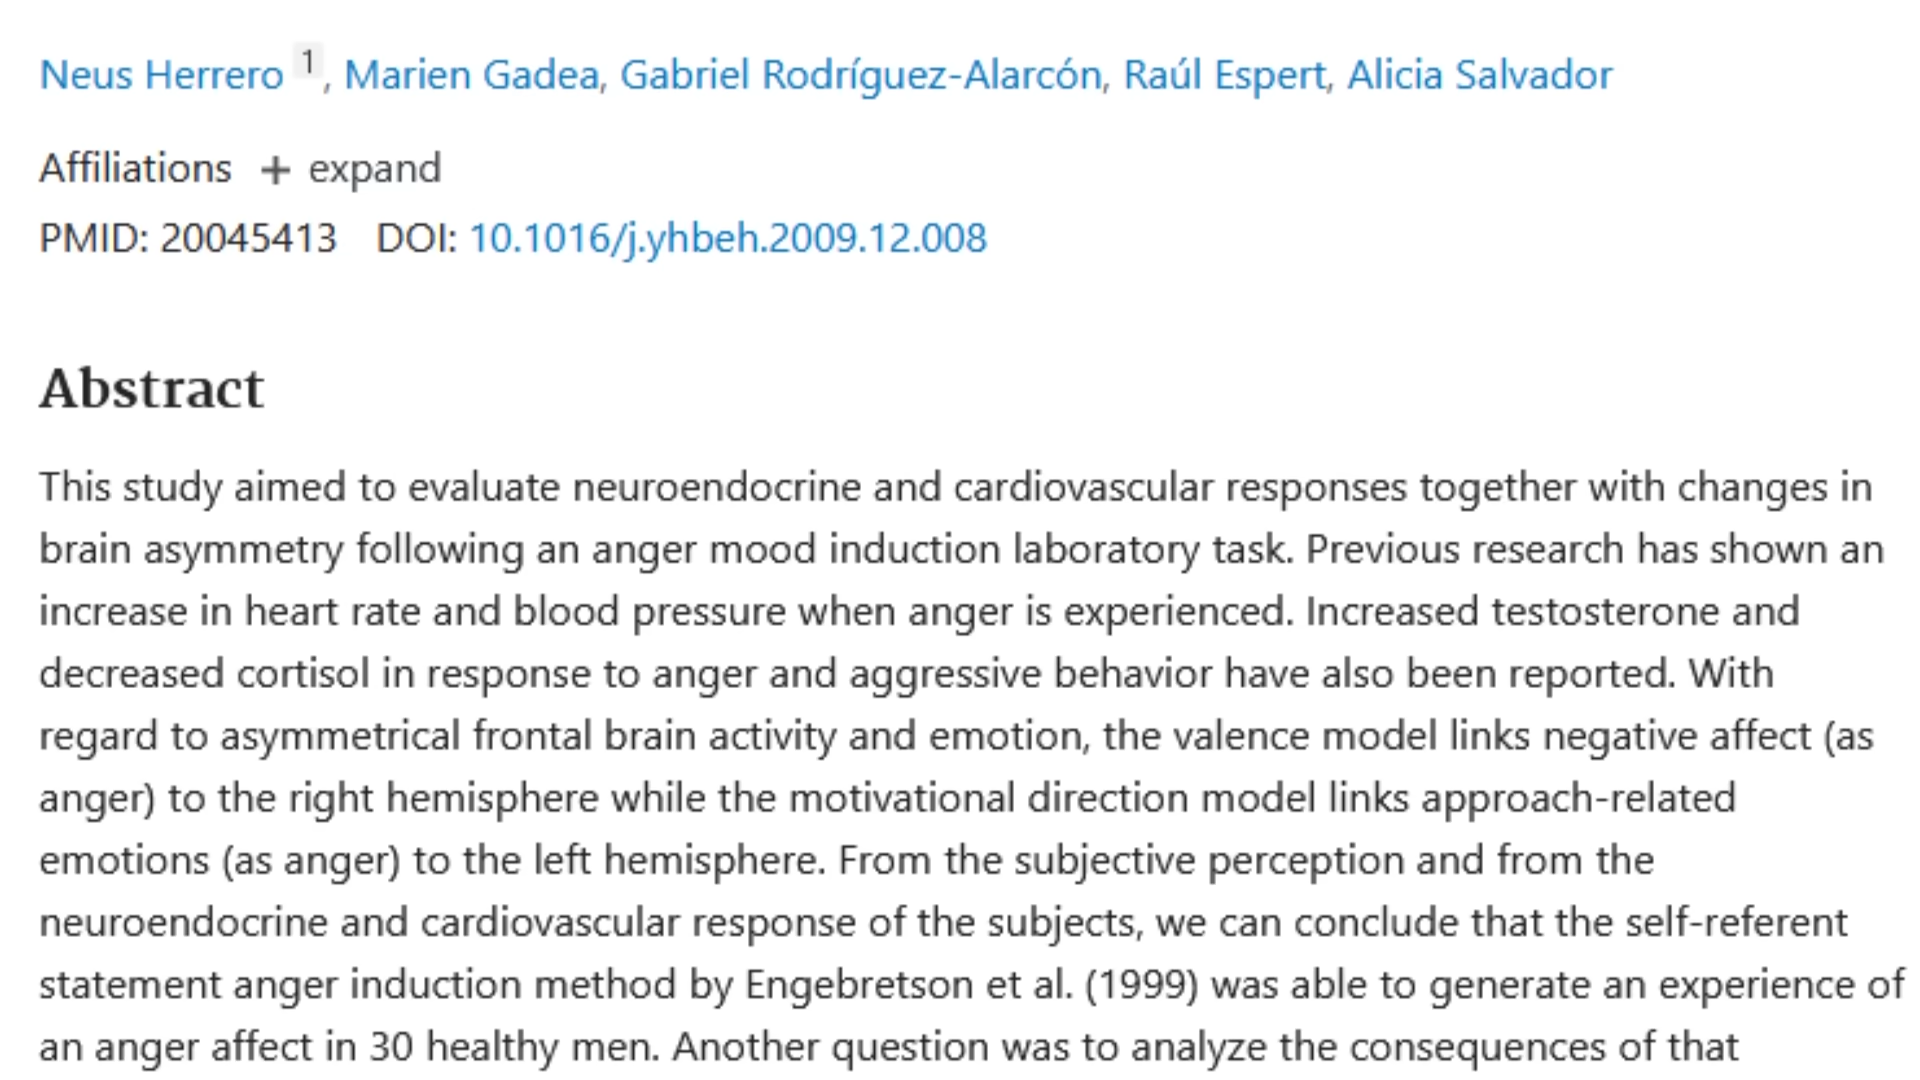 Neus Herrero 1, Marien Gadea, Gabriel Rodríguez-Alarcón, Raúl Espert, Alicia Salvador
Affiliations + expand
PMID: 20045413 DOI: 10.1016/j.yhbeh.2009.12.008
Abstract
This study aimed to evaluate neuroendocrine and cardiovascular responses together with changes in
brain asymmetry following an anger mood induction laboratory task. Previous research has shown an
increase in heart rate and blood pressure when anger is experienced. Increased testosterone and
decreased cortisol in response to anger and aggressive behavior have also been reported. With
regard to asymmetrical frontal brain activity and emotion, the valence model links negative affect (as
anger) to the right hemisphere while the motivational direction model links approach-related
emotions (as anger) to the left hemisphere. From the subjective perception and from the
neuroendocrine and cardiovascular response of the subjects, we can conclude that the self-referent
statement anger induction method by Engebretson et al. (1999) was able to generate an experience of
an anger affect in 30 healthy men. Another question was to analyze the consequences of that